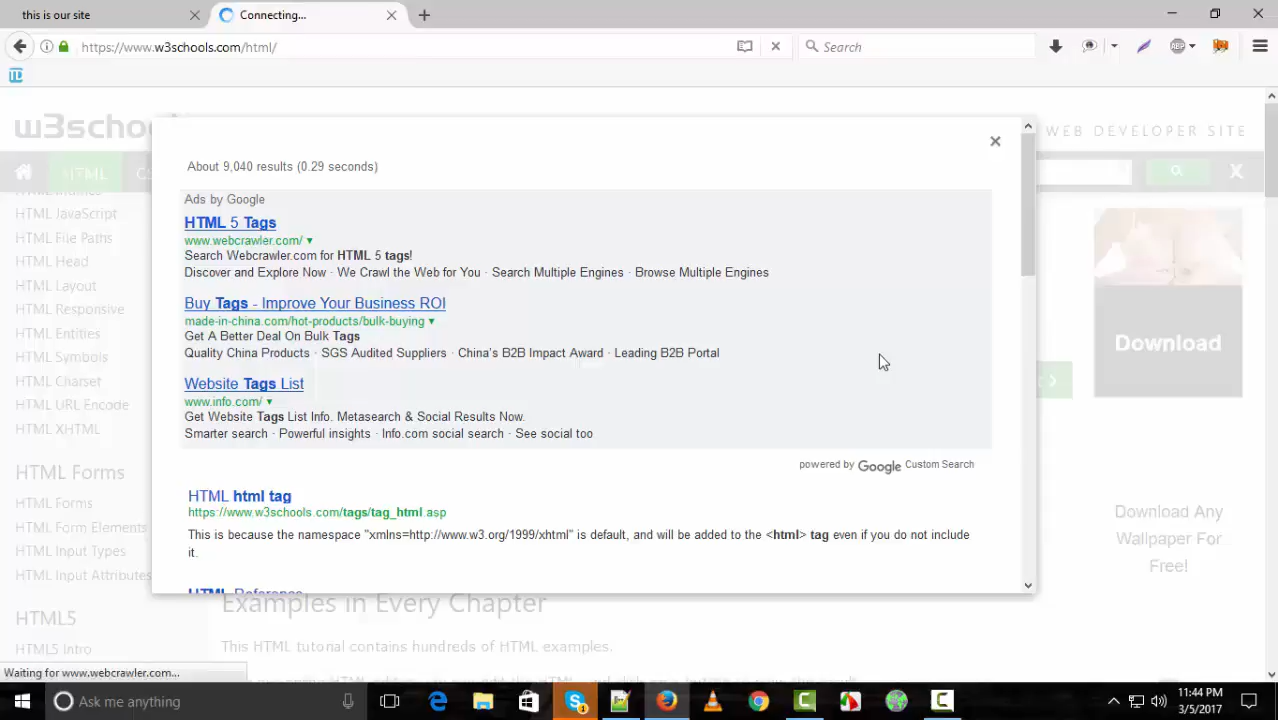 this is our site
Connecting...
https://www.w3schools.com/html/
Search
TD
ABP
w3scho
WEB DEVELOPER SITE
HTML
X
About 9,040 results (0.29 seconds)
Ads by Google
HTML 5 Tags
www.webcrawler.com/
Search Webcrawler.com for HTML 5 tags!
Discover and Explore Now · We Crawl the Web for You · Search Multiple Engines · Browse Multiple Engines
Buy Tags - Improve Your Business ROI
made-in-china.com/hot-products/bulk-buying
Get A Better Deal On Bulk Tags
Quality China Products · SGS Audited Suppliers · China's B2B Impact Award · Leading B2B Portal
Website Tags List
www.info.com/
Get Website Tags List Info. Metasearch & Social Results Now.
Smarter search · Powerful insights · Info.com social search · See social too
powered by Google Custom Search
HTML html tag
https://www.w3schools.com/tags/tag_html.asp
This is because the namespace "xmlns=http://www.w3.org/1999/xhtml" is default, and will be added to the <html> tag even if you do not include
it.
HTML Reference
HTML JavaScript
HTML File Paths
HTML Head
HTML Layout
HTML Responsive
HTML Entities
HTML Symbols
HTML Charset
HTML URL Encode
HTML XHTML
HTML Forms
HTML Forms
HTML Form Elements
HTML Input Types
HTML Input Attributes
HTML5
HTML5 Intro
Download
Download Any
Wallpaper For
Free!
Examples in Every Chapter
This HTML tutorial contains hundreds of HTML examples.
Waiting for www.webcrawler.com...
Ask me anything
11:44 PM
3/5/2017